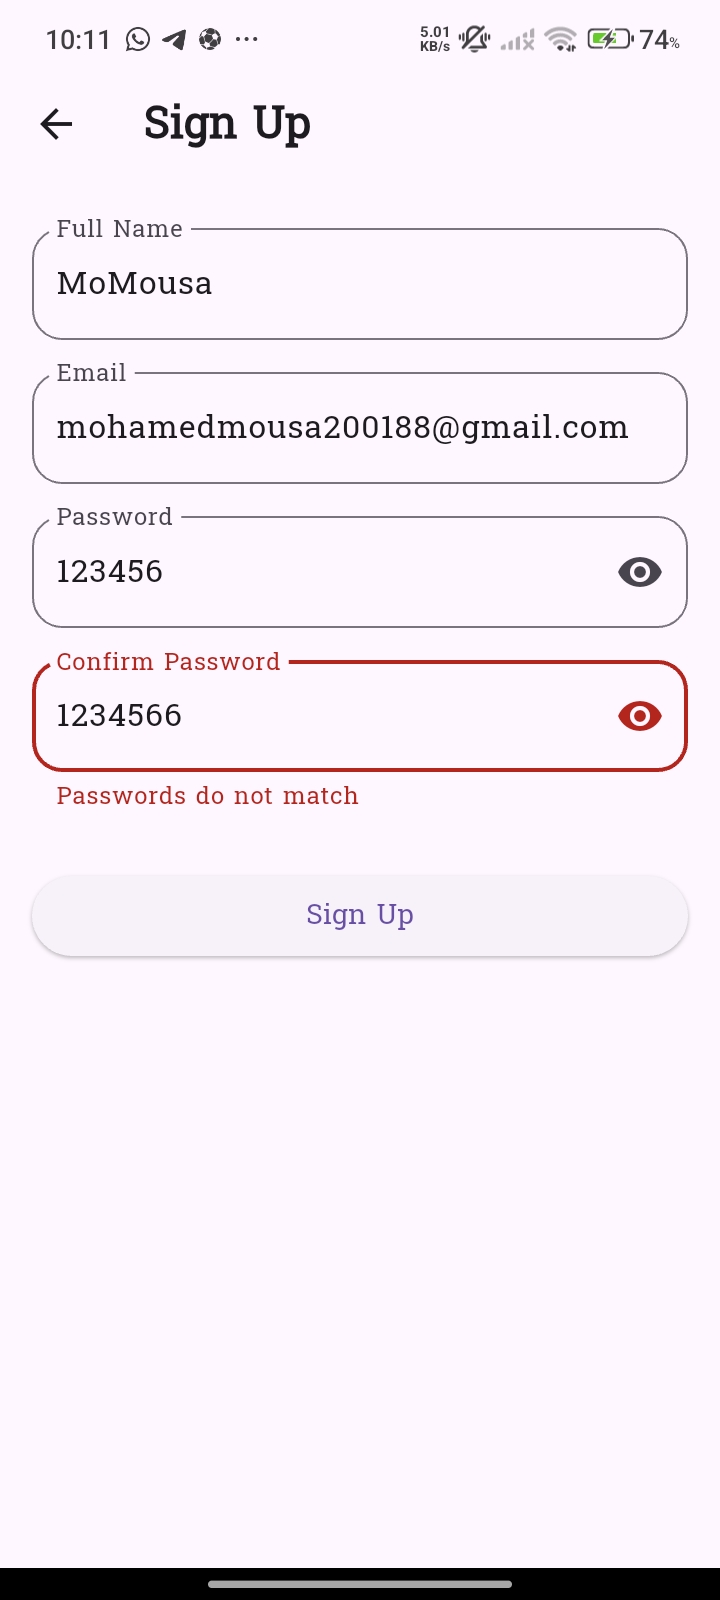 10:11 5.01 KB/s 74%
Sign Up
Full Name
MoMousa
Email
mohamedmousa200188@gmail.com
Password
123456
Confirm Password
1234566
Passwords do not match
Sign Up